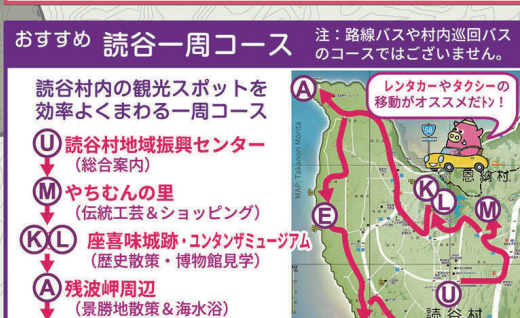 おすすめ 読谷一周コース
注：路線バスや村内巡回バス
のコースではございません。
読谷村内の観光スポットを
効率よくまわる一周コース
U 読谷村地域振興センター
（総合案内）
M やちむんの里
（伝統工芸＆ショッピング）
K L 座喜味城跡・ユンタンザミュージアム
（歴史散策・博物館見学）
A 残波岬周辺
（景勝地散策＆海水浴）
レンタカーやタクシーの
移動がオススメだトン！
A
58
恩納村
MAP: Takanori Morita
E
K L
M
U
読谷村